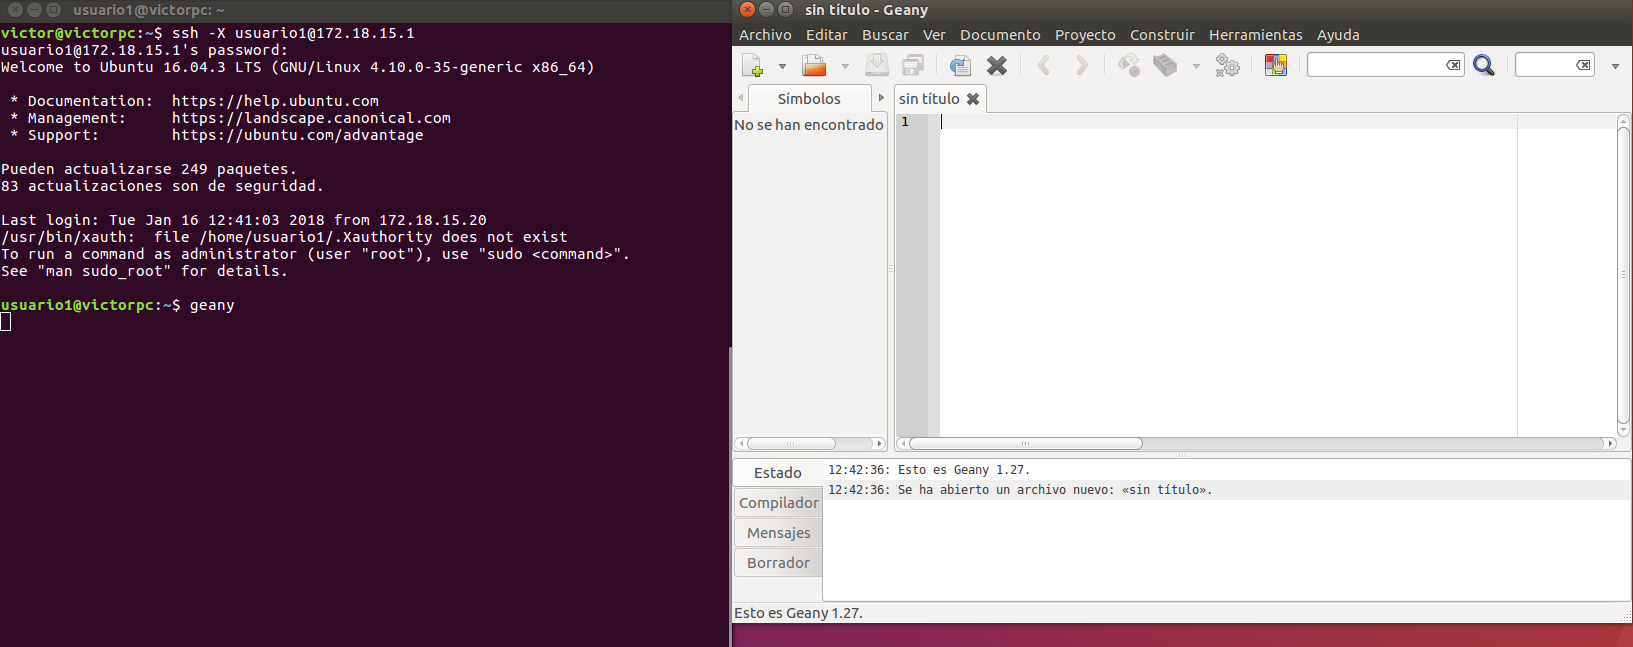 usuario1@victorpc: ~
victor@victorpc:~$ ssh -X usuario1@172.18.15.1
usuario1@172.18.15.1's password:
Welcome to Ubuntu 16.04.3 LTS (GNU/Linux 4.10.0-35-generic x86_64)
* Documentation:  https://help.ubuntu.com
* Management:     https://landscape.canonical.com
* Support:        https://ubuntu.com/advantage
Pueden actualizarse 249 paquetes.
83 actualizaciones son de seguridad.
Last login: Tue Jan 16 12:41:03 2018 from 172.18.15.20
/usr/bin/xauth:  file /home/usuario1/.Xauthority does not exist
To run a command as administrator (user "root"), use "sudo <command>".
See "man sudo_root" for details.
usuario1@victorpc:~$ geany
sin título - Geany
Archivo Editar Buscar Ver Documento Proyecto Construir Herramientas Ayuda
Símbolos
sin título
No se han encontrado
1
Estado
Compilador
Mensajes
Borrador
12:42:36: Esto es Geany 1.27.
12:42:36: Se ha abierto un archivo nuevo: «sin título».
Esto es Geany 1.27.